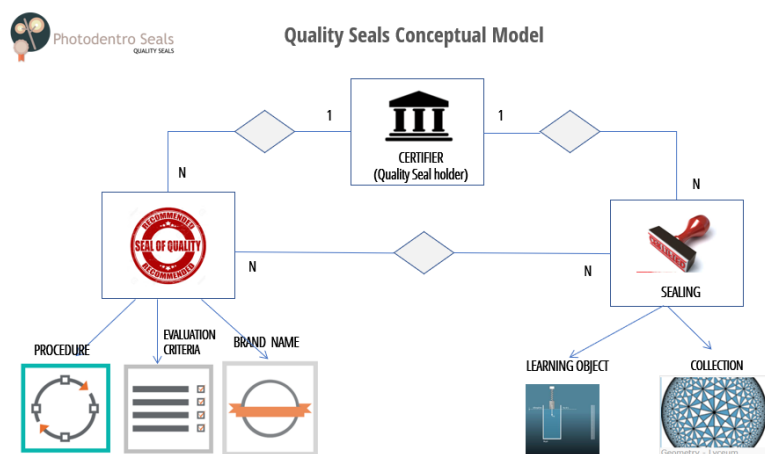 Photodentro Seals
QUALITY SEALS
Quality Seals Conceptual Model
1
1
CERTIFIER
(Quality Seal holder)
N
N
RECOMMENDED
SEAL OF QUALITY
RECOMMENDED
CERTIFIED
N
N
SEALING
PROCEDURE
EVALUATION
CRITERIA
BRAND NAME
LEARNING OBJECT
COLLECTION
Geometry - Lyceum